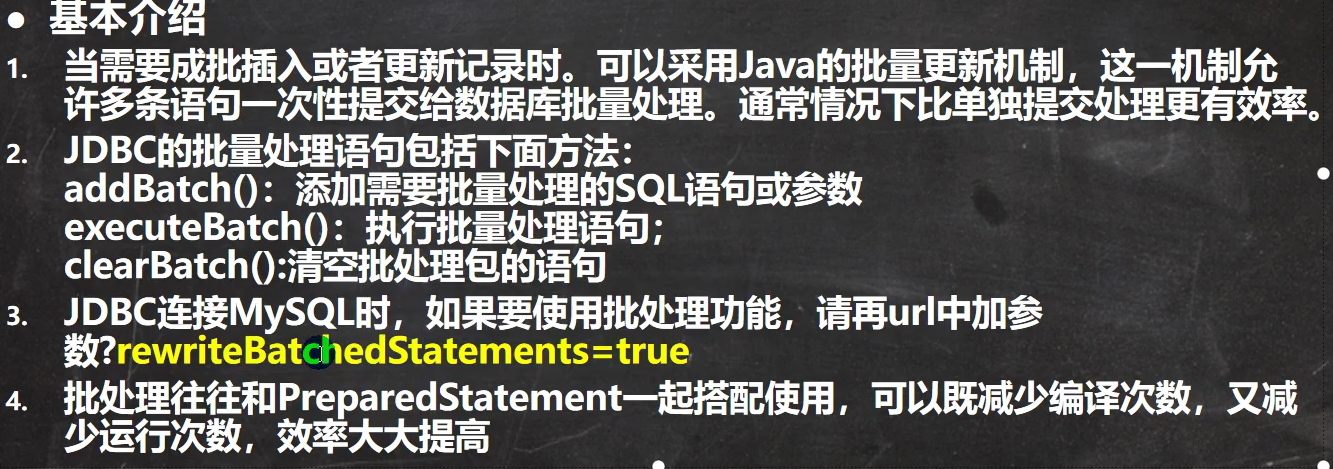 ● 基本介绍
1. 当需要成批插入或者更新记录时。可以采用Java的批量更新机制，这一机制允
许多条语句一次性提交给数据库批量处理。通常情况下比单独提交处理更有效率。
2. JDBC的批量处理语句包括下面方法：
addBatch()：添加需要批量处理的SQL语句或参数
executeBatch()：执行批量处理语句；
clearBatch():清空批处理包的语句
3. JDBC连接MySQL时，如果要使用批处理功能，请再url中加参
数?rewriteBatchedStatements=true
4. 批处理往往和PreparedStatement一起搭配使用，可以既减少编译次数，又减
少运行次数，效率大大提高